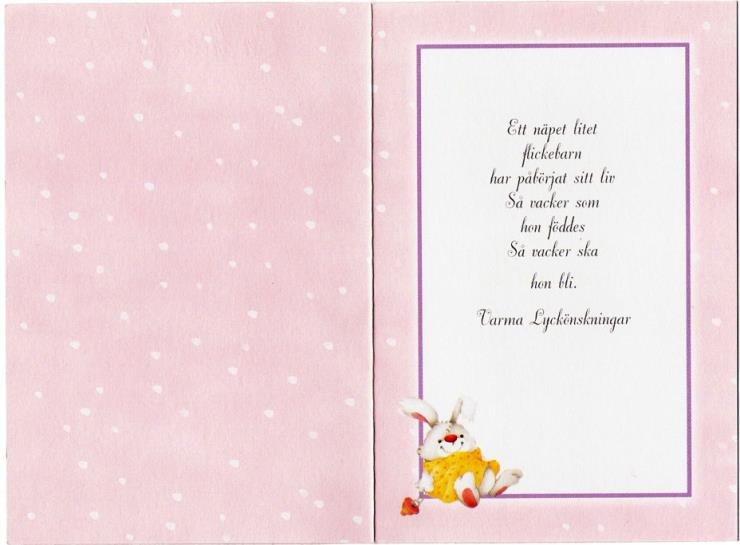 Ett näpet litet
flickebarn
har påbörjat sitt liv
Så vacker som
hon föddes
Så vacker ska
hon bli.
Varma Lyckönskningar